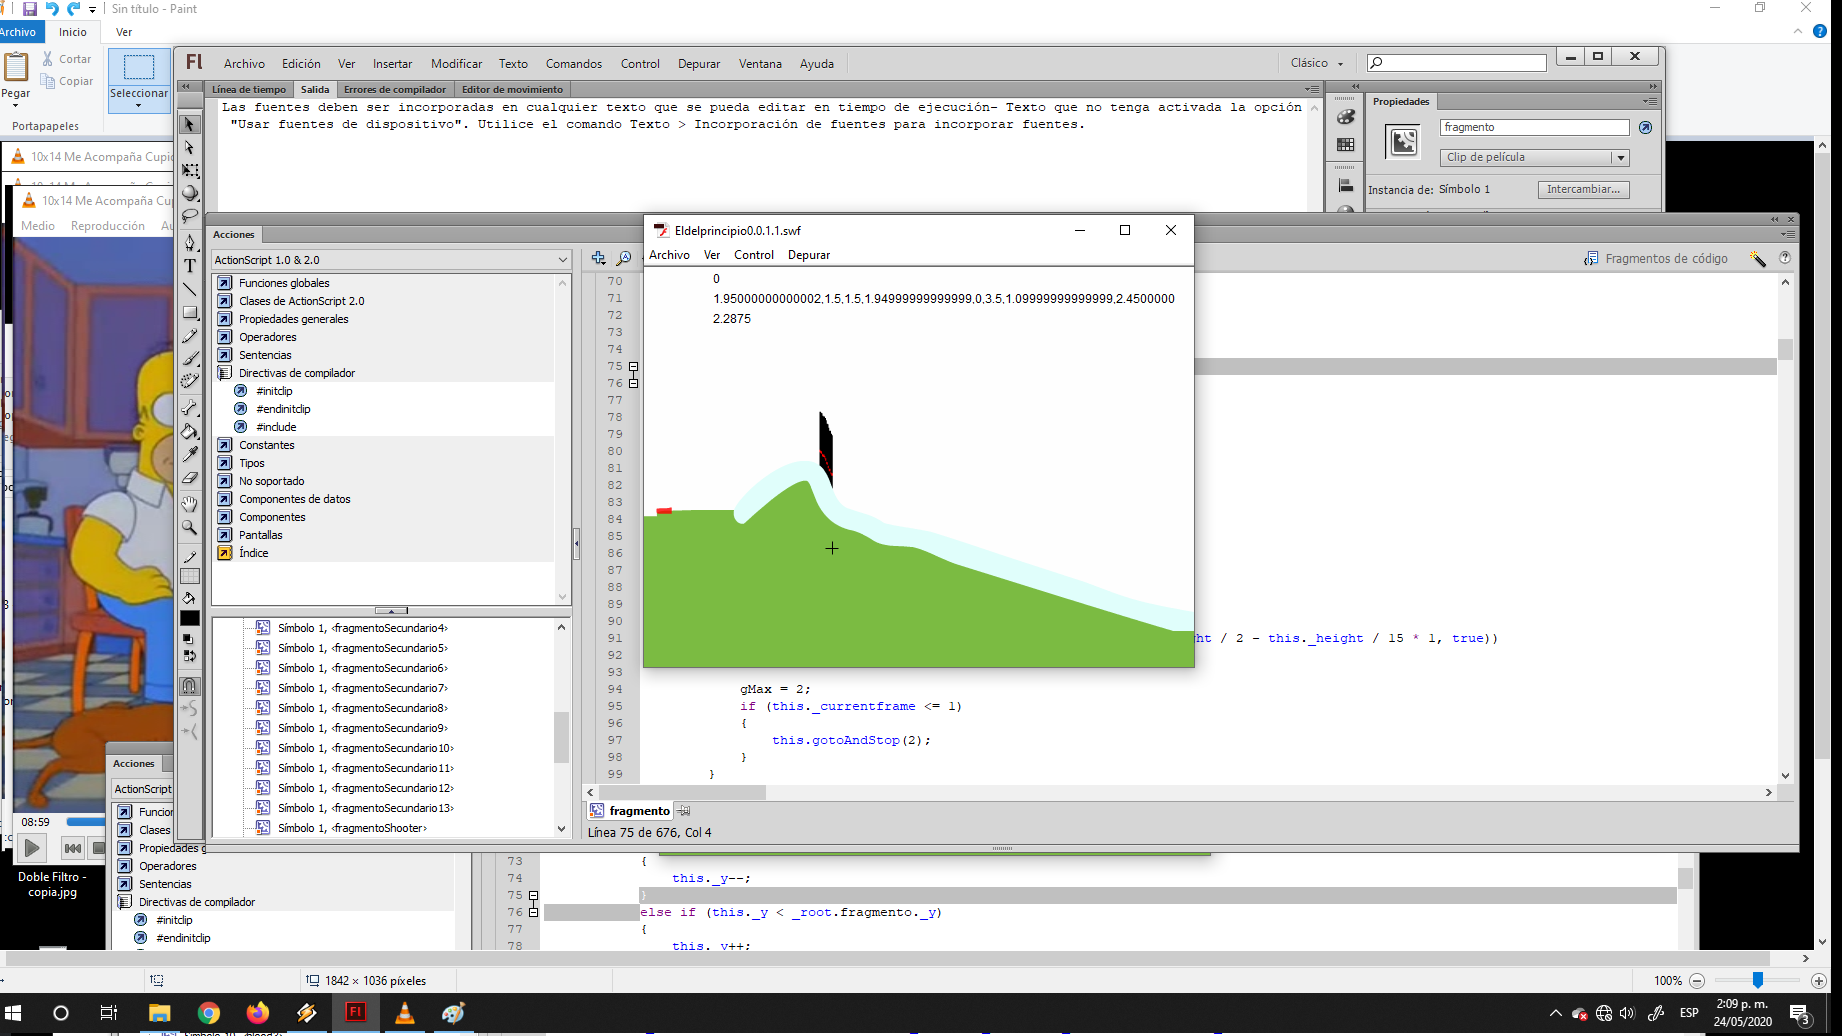 Sin título - Paint
Archivo Inicio Ver
Pegar
Cortar
Copiar
Seleccionar
Portapapeles
Fl Archivo Edición Ver Insertar Modificar Texto Comandos Control Depurar Ventana Ayuda Clásico
Línea de tiempo Salida Errores de compilador Editor de movimiento
Las fuentes deben ser incorporadas en cualquier texto que se pueda editar en tiempo de ejecución- Texto que no tenga activada la opción
"Usar fuentes de dispositivo". Utilice el comando Texto > Incorporación de fuentes para incorporar fuentes.
Propiedades
fragmento
Clip de película
Instancia de: Símbolo 1 Intercambiar...
10x14 Me Acompaña Cupid
10x14 Me Acompaña Cupid
10x14 Me Acompaña Cu
Medio Reproducción Au
Acciones
ActionScript 1.0 & 2.0
Funciones globales
Clases de ActionScript 2.0
Propiedades generales
Operadores
Sentencias
Directivas de compilador
#initclip
#endinitclip
#include
Constantes
Tipos
No soportado
Componentes de datos
Componentes
Pantallas
Índice
Símbolo 1, <fragmentoSecundario4>
Símbolo 1, <fragmentoSecundario5>
Símbolo 1, <fragmentoSecundario6>
Símbolo 1, <fragmentoSecundario7>
Símbolo 1, <fragmentoSecundario8>
Símbolo 1, <fragmentoSecundario9>
Símbolo 1, <fragmentoSecundario10>
Símbolo 1, <fragmentoSecundario11>
Símbolo 1, <fragmentoSecundario12>
Símbolo 1, <fragmentoSecundario13>
Símbolo 1, <fragmentoShooter>
Eldelprincipio0.0.1.1.swf
Archivo Ver Control Depurar
0
1.95000000000002,1.5,1.5,1.94999999999999,0,3.5,1.09999999999999,2.4500000
2.2875
Fragmentos de código
70
71
72
73
74
75
76
77
78
79
80
81
82
83
84
85
86
87
88
89
90
91 ht / 2 - this._height / 15 * 1, true))
92
93
94 gMax = 2;
95 if (this._currentframe <= 1)
96 {
97 this.gotoAndStop(2);
98 }
99 }
fragmento
Línea 75 de 676, Col 4
08:59
Doble Filtro -
copia.jpg
Acciones
ActionScript
Funcior
Clases
Propiedades g
Operadores
Sentencias
Directivas de compilador
#initclip
#endinitclip
73 {
74 this._y--;
75 }
76 else if (this._y < _root.fragmento._y)
77 {
78 this._y++;
1842 × 1036 píxeles
100%
ESP
2:09 p. m.
24/05/2020
3